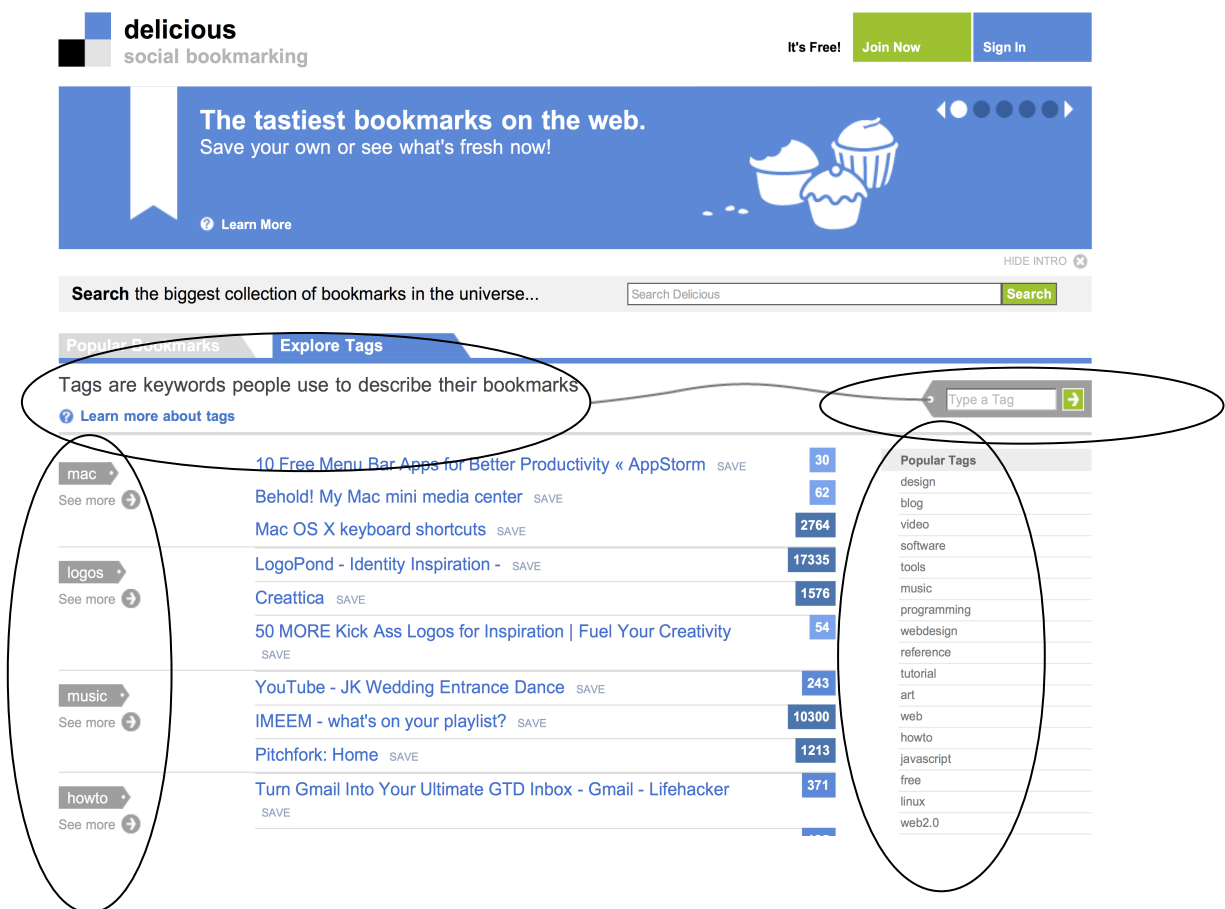 delicious
social bookmarking
It's Free!
Join Now
Sign In
The tastiest bookmarks on the web.
Save your own or see what's fresh now!
? Learn More
HIDE INTRO
Search the biggest collection of bookmarks in the universe...
Search Delicious
Search
Popular Bookmarks
Explore Tags
Tags are keywords people use to describe their bookmarks
? Learn more about tags
Type a Tag
mac
See more
10 Free Menu Bar Apps for Better Productivity « AppStorm SAVE 30
Behold! My Mac mini media center SAVE 62
Mac OS X keyboard shortcuts SAVE 2764
logos
See more
LogoPond - Identity Inspiration - SAVE 17335
Creattica SAVE 1576
50 MORE Kick Ass Logos for Inspiration | Fuel Your Creativity 54
SAVE
music
See more
YouTube - JK Wedding Entrance Dance SAVE 243
IMEEM - what's on your playlist? SAVE 10300
Pitchfork: Home SAVE 1213
howto
See more
Turn Gmail Into Your Ultimate GTD Inbox - Gmail - Lifehacker 371
SAVE
Popular Tags
design
blog
video
software
tools
music
programming
webdesign
reference
tutorial
art
web
howto
javascript
free
linux
web2.0